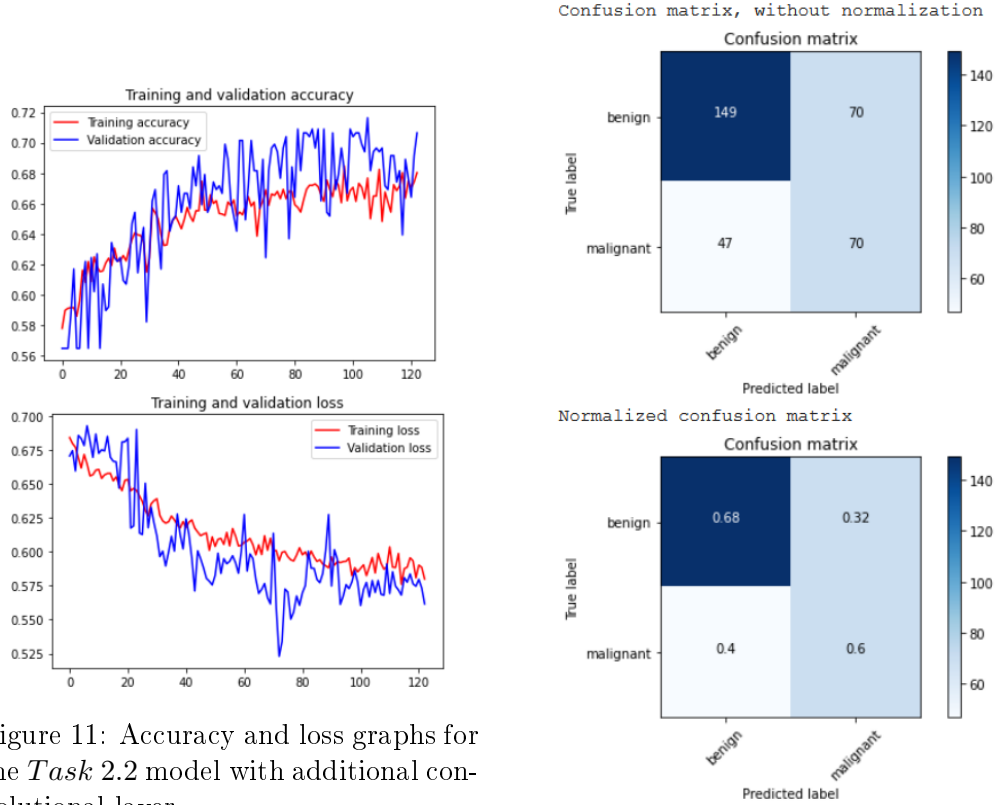 Training and validation accuracy
0.72
0.70
0.68
0.66
0.64
0.62
0.60
0.58
0.56
Training accuracy
Validation accuracy
0 20 40 60 80 100 120
Training and validation loss
0.700
0.675
0.650
0.625
0.600
0.575
0.550
0.525
Training loss
Validation loss
0 20 40 60 80 100 120
igure 11: Accuracy and loss graphs for
he Task 2.2 model with additional con-
Confusion matrix, without normalization
Confusion matrix
True label
benign
malignant
149 70
47 70
benign malignant
Predicted label
140
120
100
80
60
Normalized confusion matrix
Confusion matrix
True label
benign
malignant
0.68 0.32
0.4 0.6
benign malignant
Predicted label
140
120
100
80
60